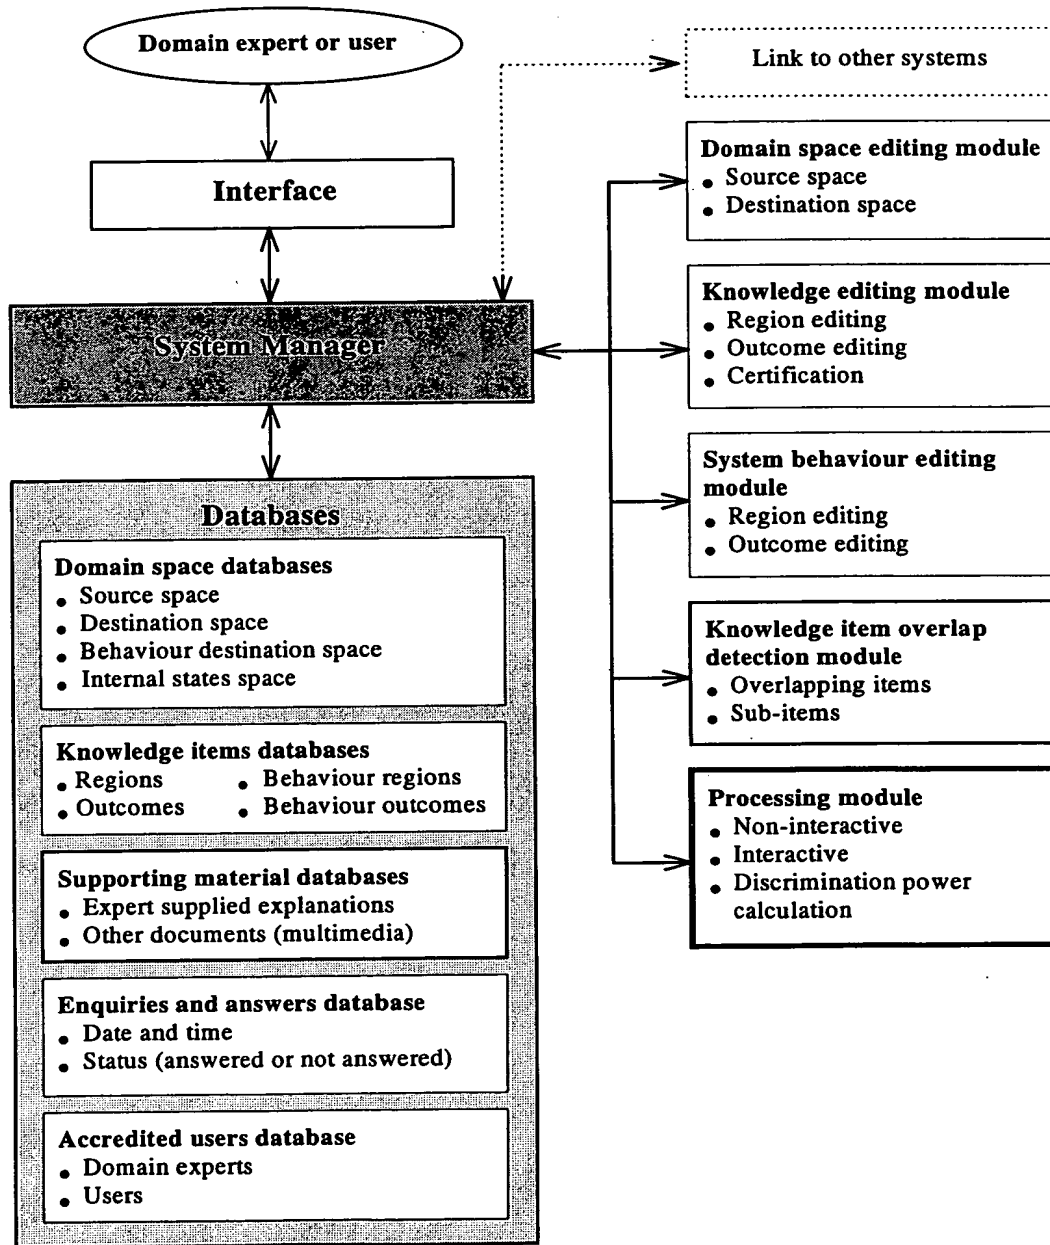 Domain expert or user
Interface
System Manager
Databases
Domain space databases
• Source space
• Destination space
• Behaviour destination space
• Internal states space
Knowledge items databases
• Regions • Behaviour regions
• Outcomes • Behaviour outcomes
Supporting material databases
• Expert supplied explanations
• Other documents (multimedia)
Enquiries and answers database
• Date and time
• Status (answered or not answered)
Accredited users database
• Domain experts
• Users
Link to other systems
Domain space editing module
• Source space
• Destination space
Knowledge editing module
• Region editing
• Outcome editing
• Certification
System behaviour editing
module
• Region editing
• Outcome editing
Knowledge item overlap
detection module
• Overlapping items
• Sub-items
Processing module
• Non-interactive
• Interactive
• Discrimination power
calculation